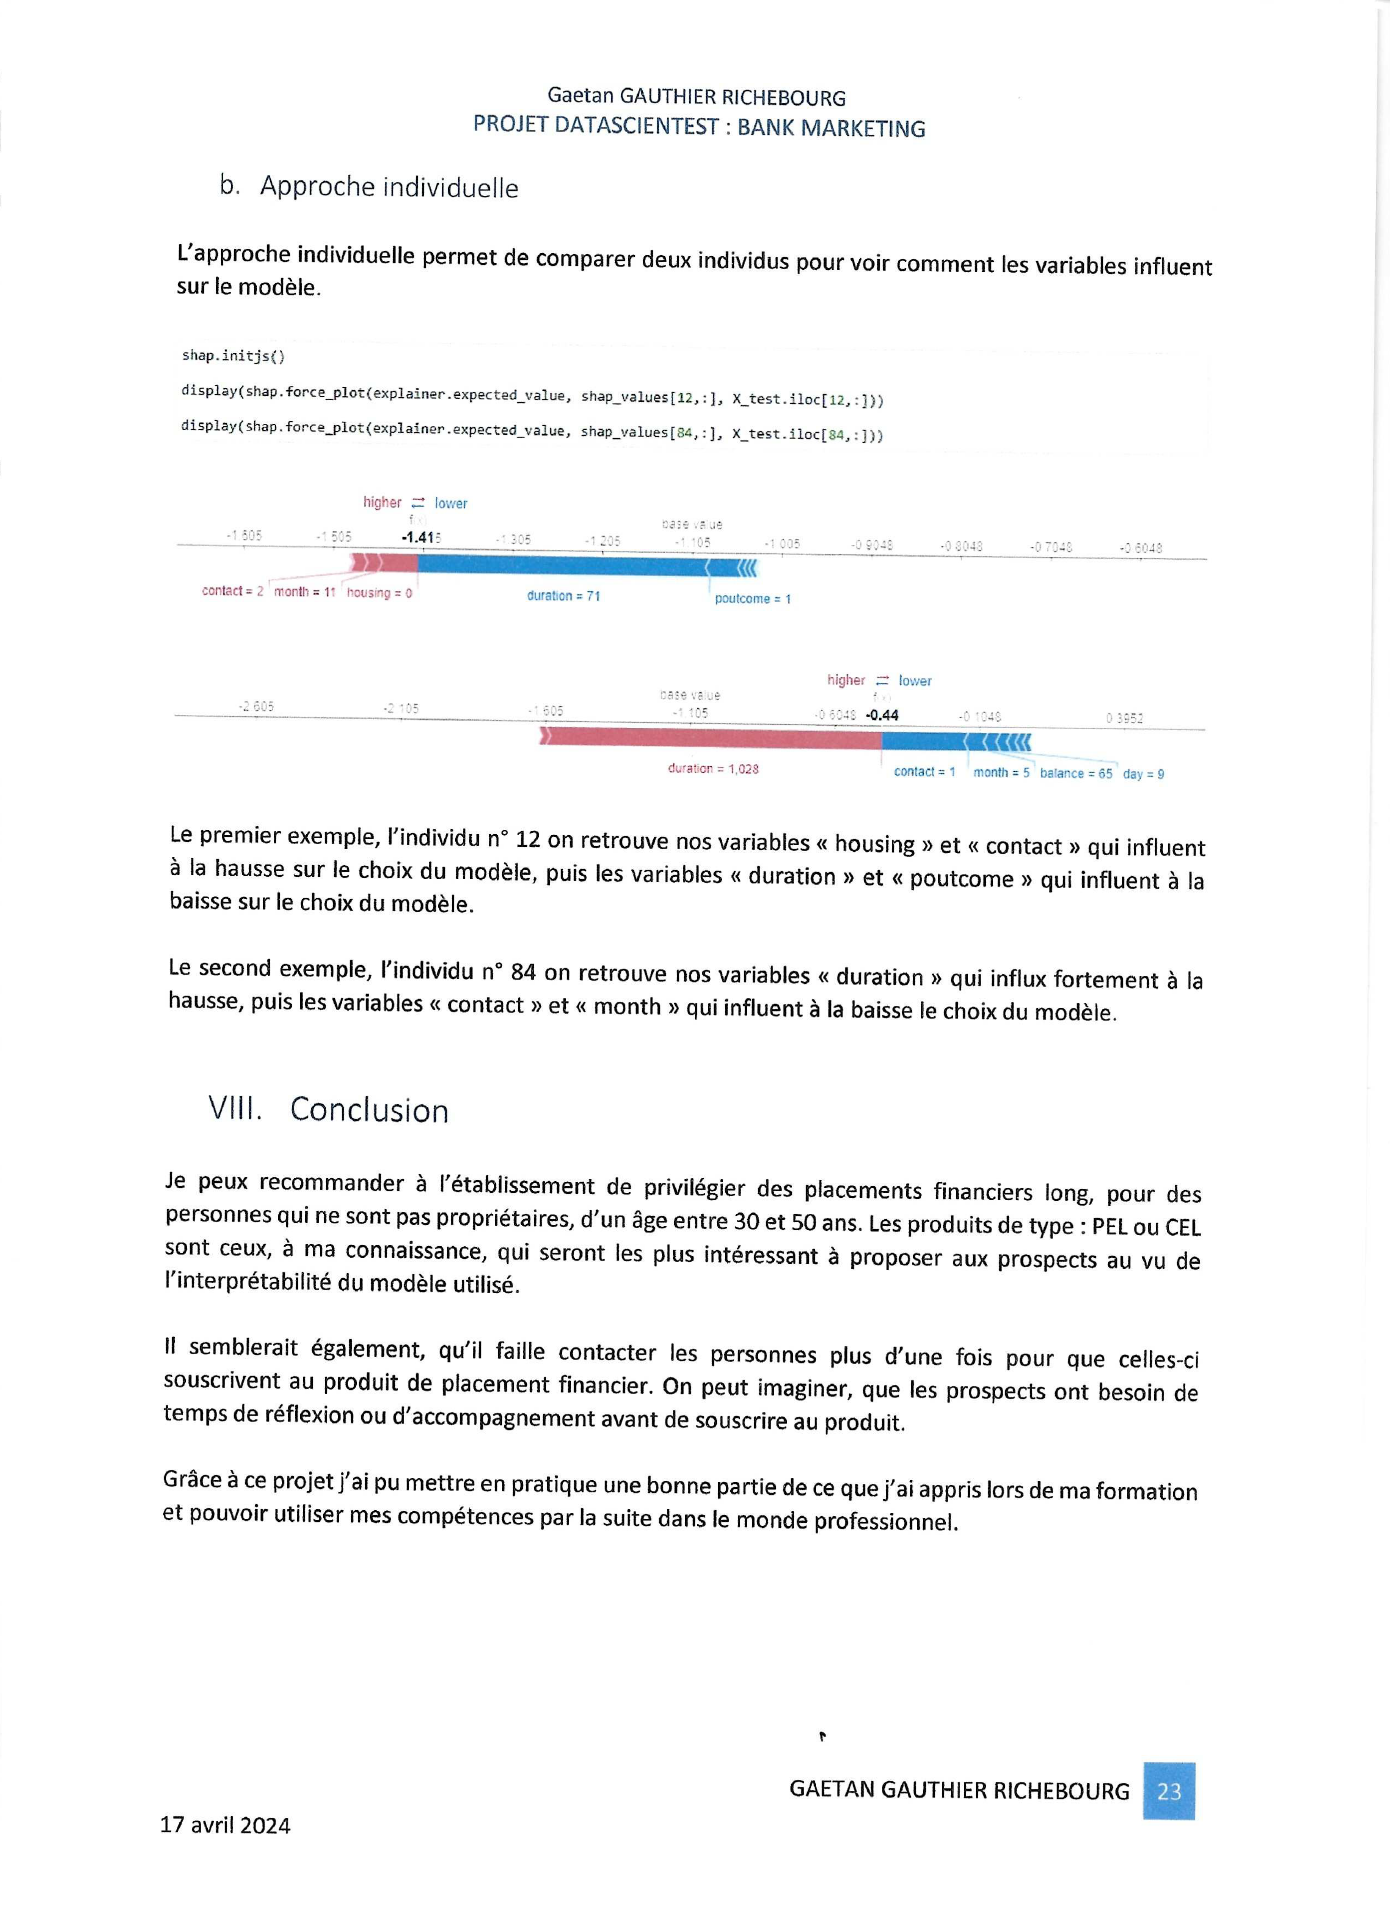 Gaetan GAUTHIER RICHEBOURG
PROJET DATASCIENTEST : BANK MARKETING
b. Approche individuelle
L'approche individuelle permet de comparer deux individus pour voir comment les variables influent
sur le modèle.
shap.initjs()
display(shap.force_plot(explainer.expected_value, shap_values[12,:], X_test.iloc[12,:]))
display(shap.force_plot(explainer.expected_value, shap_values[84,:], X_test.iloc[84,:]))
higher ⇄ lower
base value
-1.605 -1.505 -1.415 -1.305 -1.205 -1.105 -1.005 -0.9048 -0.8048 -0.7048 -0.6048
contact = 2 month = 11 housing = 0 duration = 71 poutcome = 1
higher ⇄ lower
base value
-2.605 -2.105 -1.605 -1.105 -0.6048 -0.44 -0.1048 0.3952
duration = 1,028 contact = 1 month = 5 balance = 65 day = 9
Le premier exemple, l'individu n° 12 on retrouve nos variables « housing » et « contact » qui influent
à la hausse sur le choix du modèle, puis les variables « duration » et « poutcome » qui influent à la
baisse sur le choix du modèle.
Le second exemple, l'individu n° 84 on retrouve nos variables « duration » qui influx fortement à la
hausse, puis les variables « contact » et « month » qui influent à la baisse le choix du modèle.
VIII. Conclusion
Je peux recommander à l'établissement de privilégier des placements financiers long, pour des
personnes qui ne sont pas propriétaires, d'un âge entre 30 et 50 ans. Les produits de type : PEL ou CEL
sont ceux, à ma connaissance, qui seront les plus intéressant à proposer aux prospects au vu de
l'interprétabilité du modèle utilisé.
Il semblerait également, qu'il faille contacter les personnes plus d'une fois pour que celles-ci
souscrivent au produit de placement financier. On peut imaginer, que les prospects ont besoin de
temps de réflexion ou d'accompagnement avant de souscrire au produit.
Grâce à ce projet j'ai pu mettre en pratique une bonne partie de ce que j'ai appris lors de ma formation
et pouvoir utiliser mes compétences par la suite dans le monde professionnel.
GAETAN GAUTHIER RICHEBOURG 23
17 avril 2024